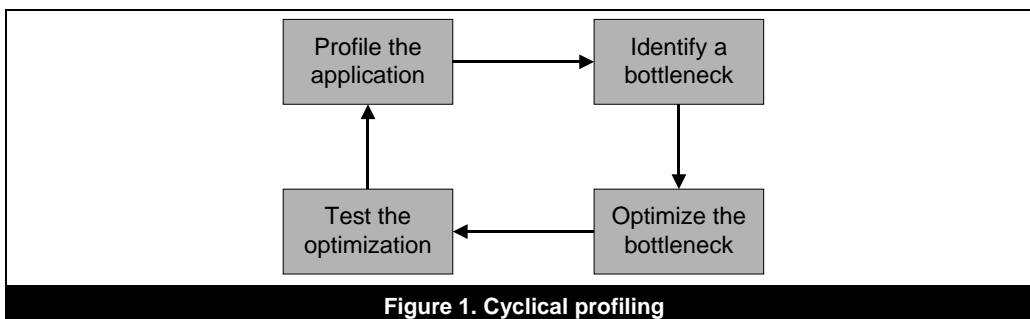 Profile the
application
Identify a
bottleneck
Test the
optimization
Optimize the
bottleneck
Figure 1. Cyclical profiling